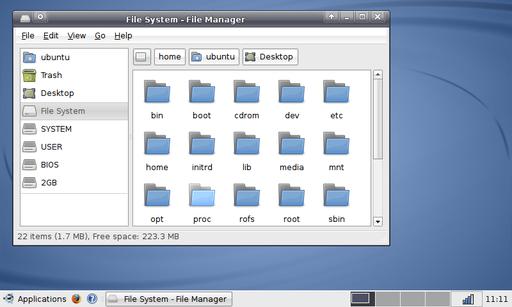 File System - File Manager
File Edit View Go Help
ubuntu
Trash
Desktop
File System
SYSTEM
USER
BIOS
2GB
home ubuntu Desktop
bin boot cdrom dev etc
home initrd lib media mnt
opt proc rofs root sbin
22 items (1.7 MB), Free space: 223.3 MB
Applications File System - File Manager 11:11